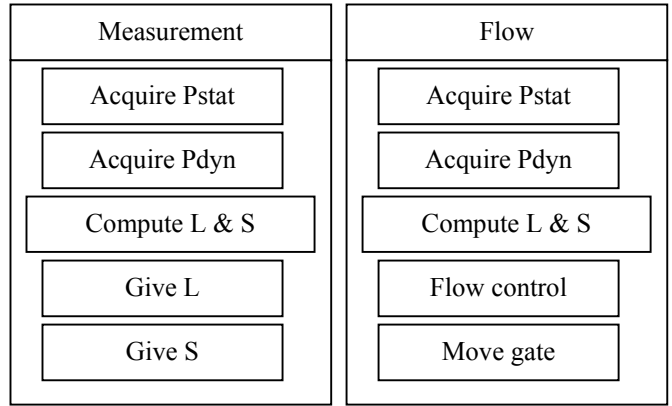 Measurement
Acquire Pstat
Acquire Pdyn
Compute L & S
Give L
Give S
Flow
Acquire Pstat
Acquire Pdyn
Compute L & S
Flow control
Move gate